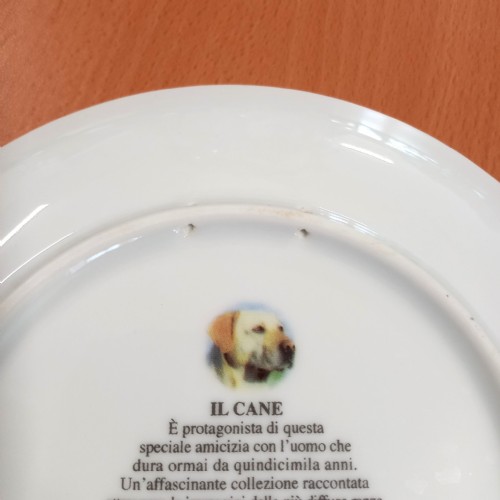 IL CANE
È protagonista di questa
speciale amicizia con l'uomo che
dura ormai da quindicimila anni.
Un'affascinante collezione raccontata